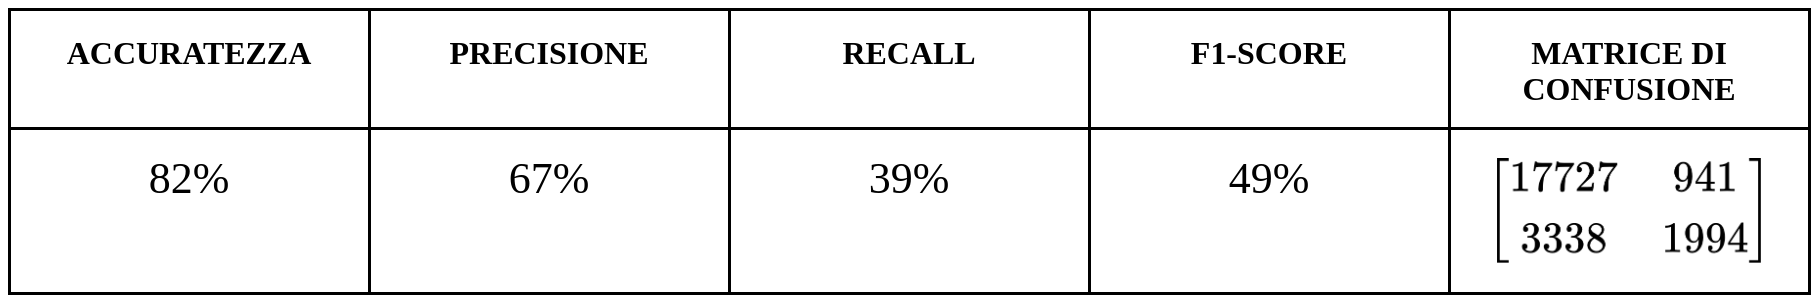 ACCURATEZZA
PRECISIONE
RECALL
F1-SCORE
MATRICE DI
CONFUSIONE
82%
67%
39%
49%
17727 941
3338 1994